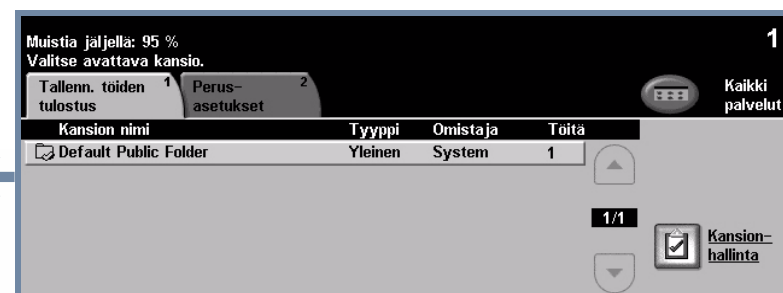 1
Muistia jäljellä: 95 %
Valitse avattava kansio.
Tallenn. töiden 1
tulostus
Perus- 2
asetukset
Kaikki
palvelut
Kansion nimi Tyyppi Omistaja Töitä
Default Public Folder Yleinen System 1
1/1
Kansion-
hallinta